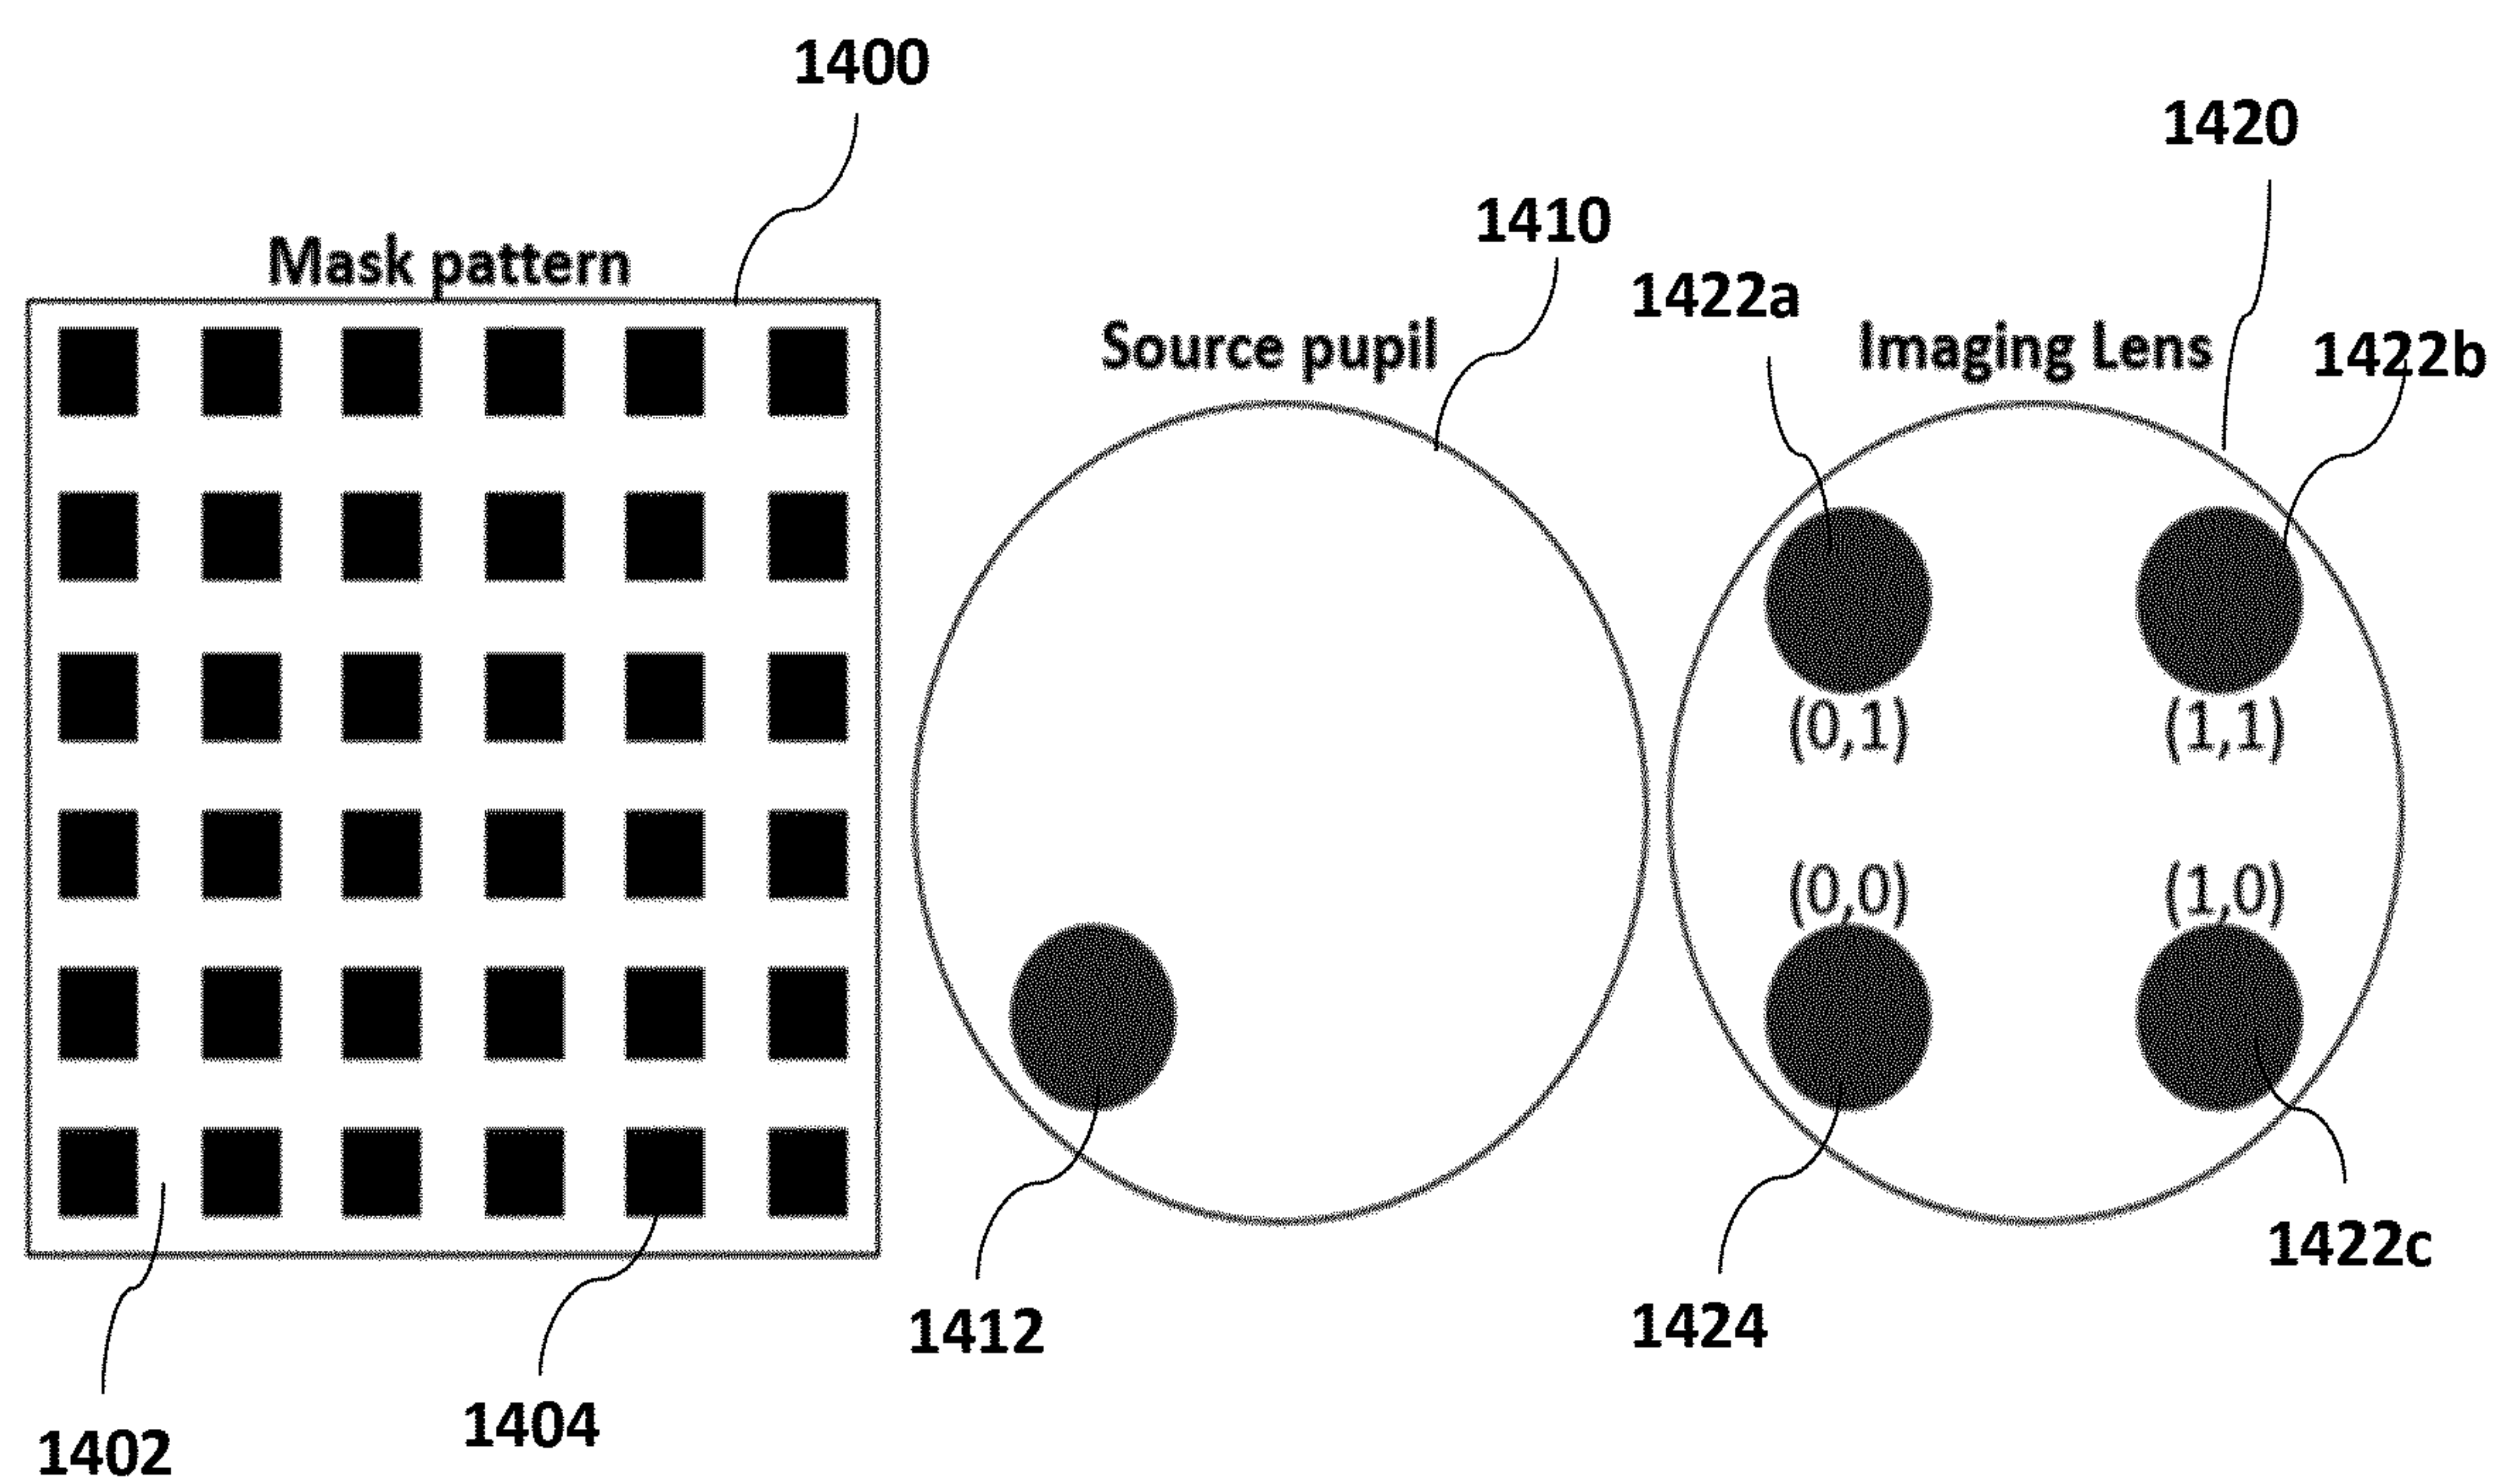 1400
1420
1410
1422a
Mask pattern
Source pupil
Imaging Lens
1422b
(0,1)
(1,1)
(0,0)
(1,0)
1412
1424
1422c
1402
1404